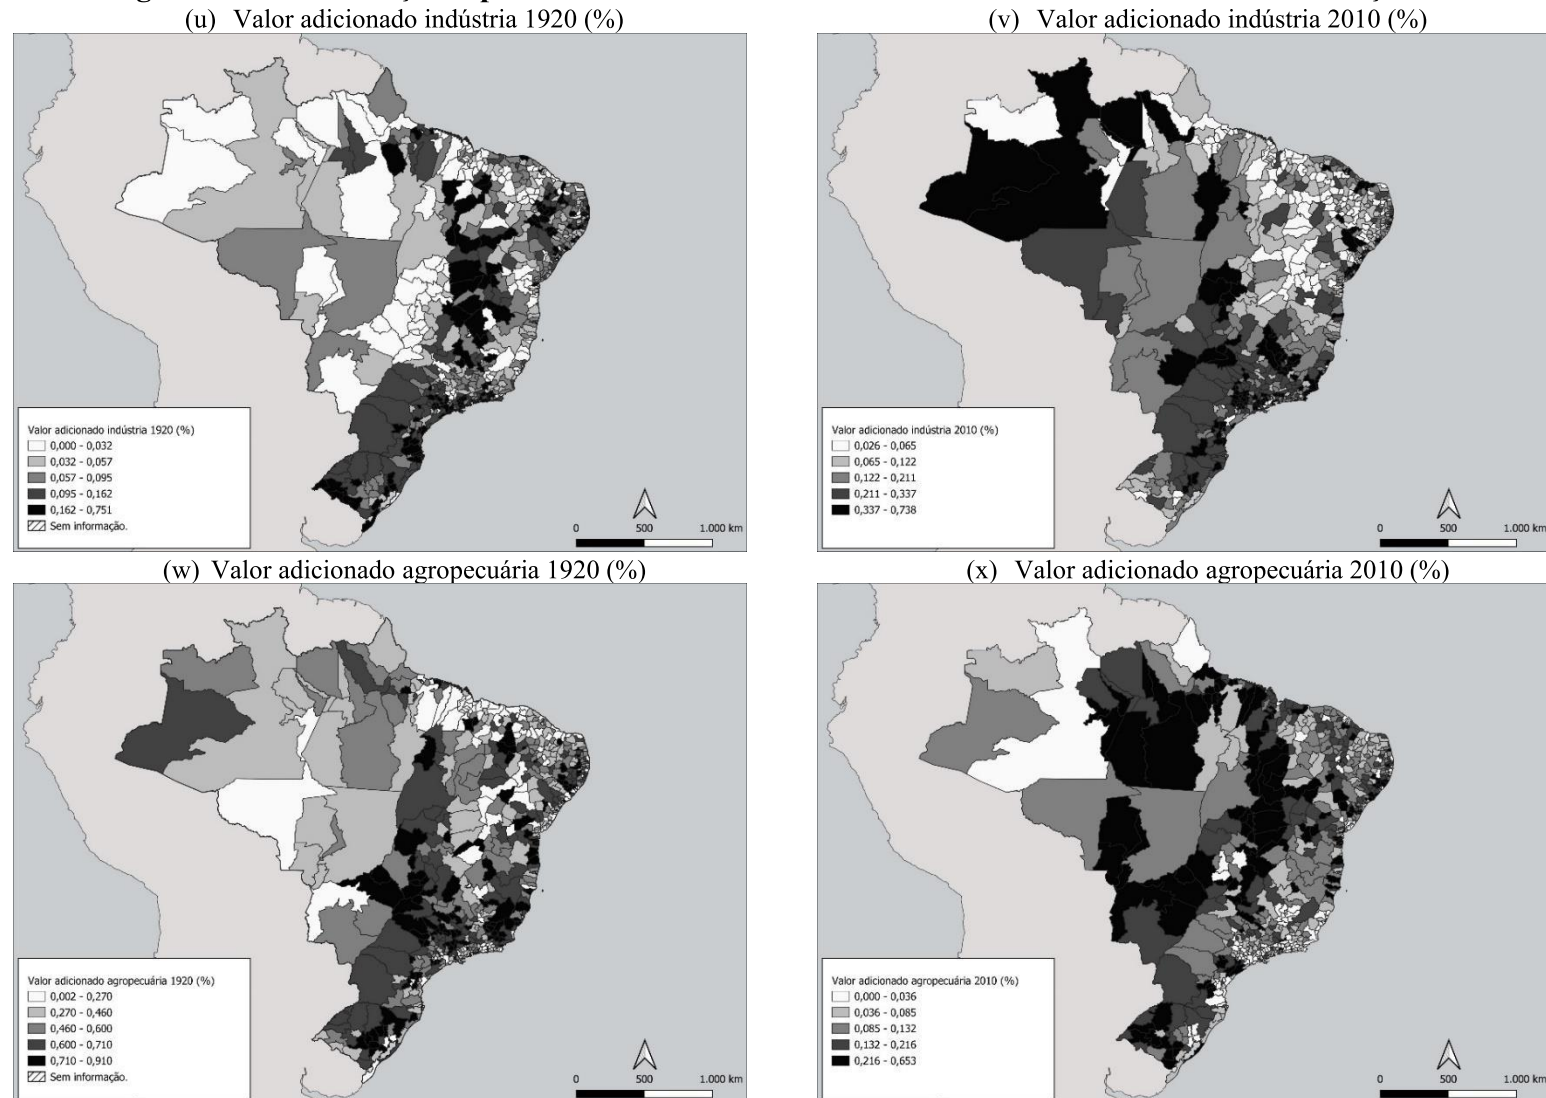 (u) Valor adicionado indústria 1920 (%)
(v) Valor adicionado indústria 2010 (%)
Valor adicionado indústria 1920 (%)
0,000 - 0,032
0,032 - 0,057
0,057 - 0,095
0,095 - 0,162
0,162 - 0,751
Sem informação.
0 500 1.000 km
Valor adicionado indústria 2010 (%)
0,026 - 0,065
0,065 - 0,122
0,122 - 0,211
0,211 - 0,337
0,337 - 0,738
0 500 1.000 km
(w) Valor adicionado agropecuária 1920 (%)
(x) Valor adicionado agropecuária 2010 (%)
Valor adicionado agropecuária 1920 (%)
0,002 - 0,270
0,270 - 0,460
0,460 - 0,600
0,600 - 0,710
0,710 - 0,910
Sem informação.
0 500 1.000 km
Valor adicionado agropecuária 2010 (%)
0,000 - 0,036
0,036 - 0,085
0,085 - 0,132
0,132 - 0,216
0,216 - 0,653
0 500 1.000 km